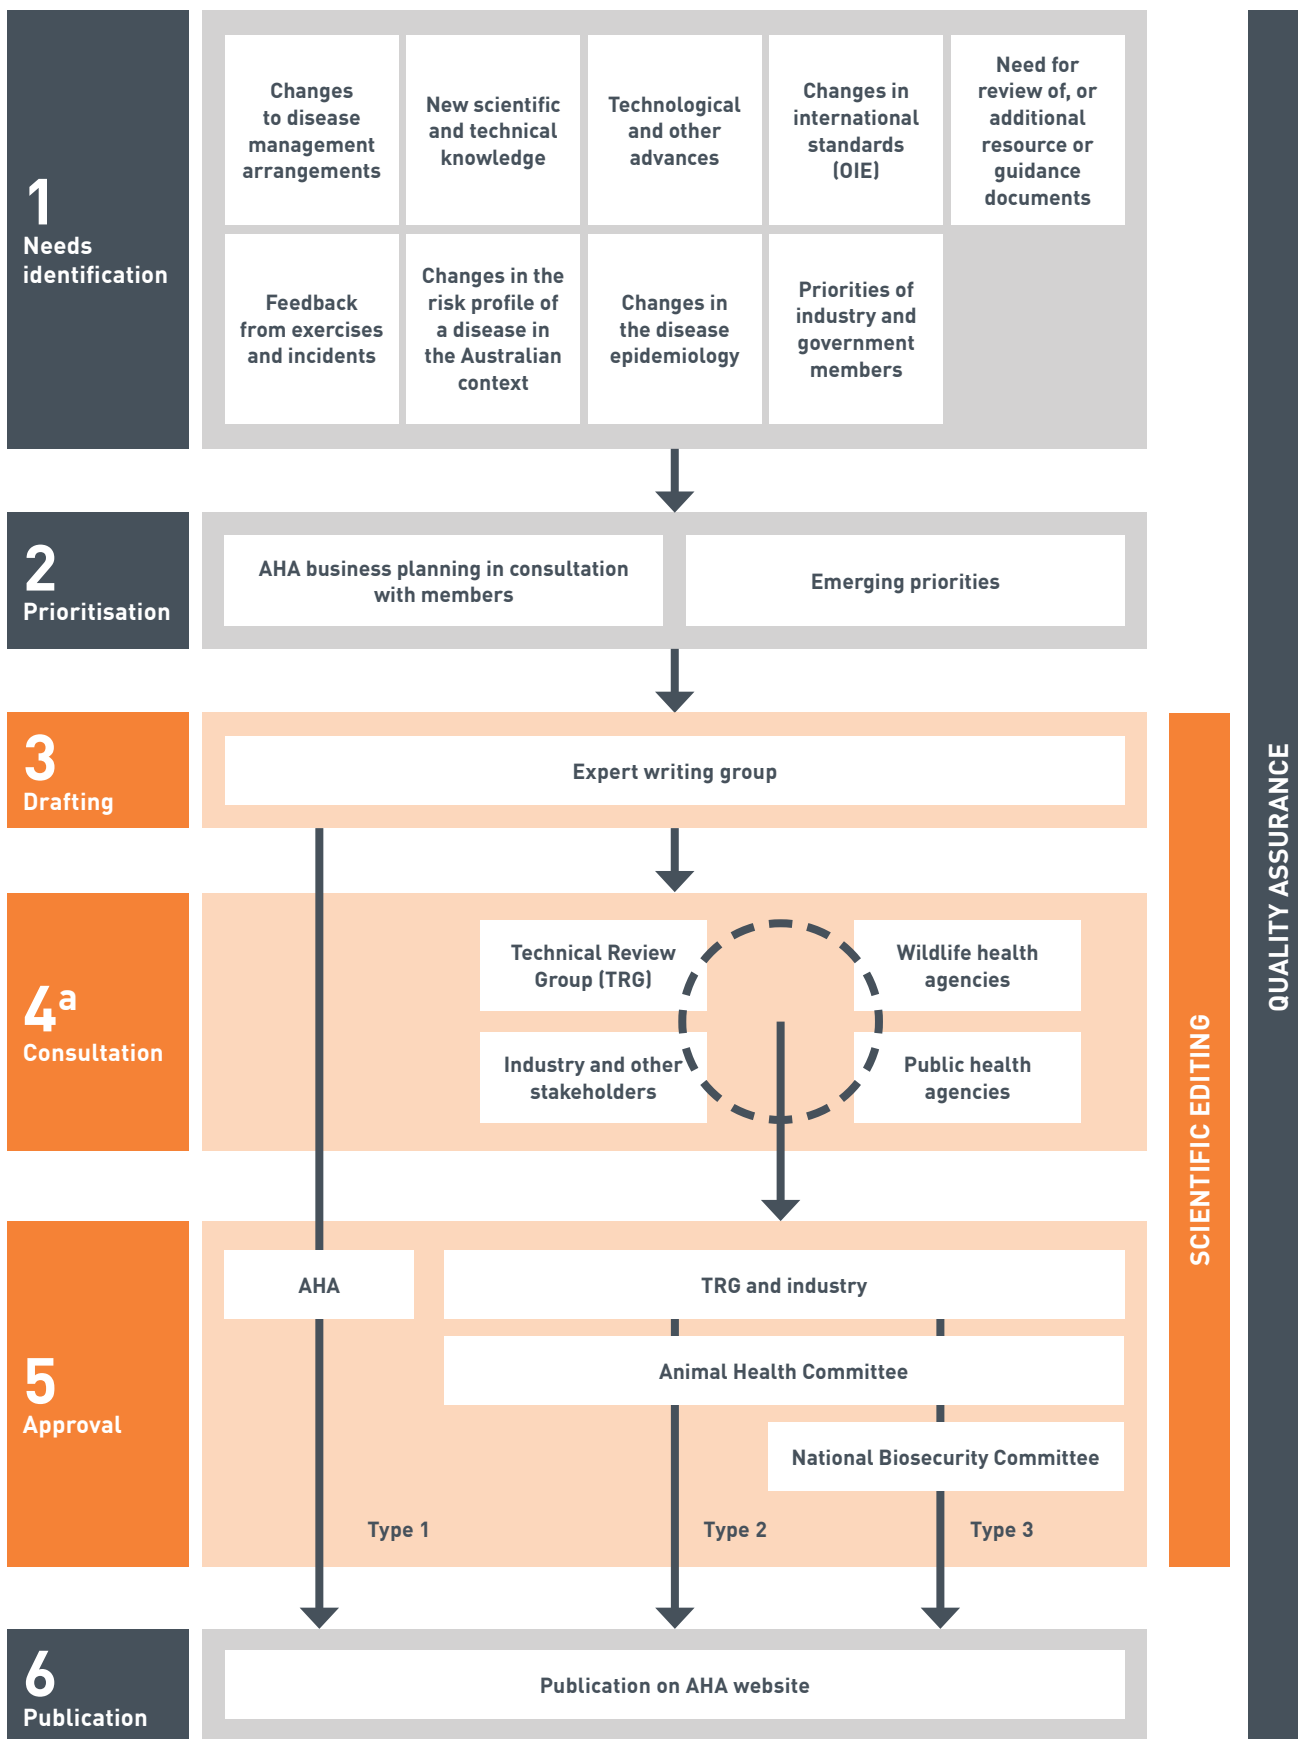 1
Needs
identification
Changes
to disease
management
arrangements
New scientific
and technical
knowledge
Technological
and other
advances
Changes in
international
standards
(OIE)
Need for
review of, or
additional
resource or
guidance
documents
Feedback
from exercises
and incidents
Changes in the
risk profile of
a disease in
the Australian
context
Changes in
the disease
epidemiology
Priorities of
industry and
government
members
2
Prioritisation
AHA business planning in consultation
with members
Emerging priorities
3
Drafting
Expert writing group
4a
Consultation
Technical Review
Group (TRG)
Wildlife health
agencies
Industry and other
stakeholders
Public health
agencies
5
Approval
AHA
TRG and industry
Animal Health Committee
National Biosecurity Committee
Type 1
Type 2
Type 3
6
Publication
Publication on AHA website
SCIENTIFIC EDITING
QUALITY ASSURANCE